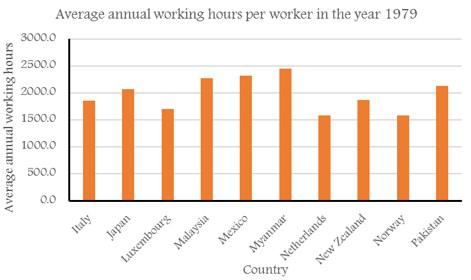 Average annual working hours per worker in the year 1979
Average annual working hours
3000.0
2500.0
2000.0
1500.0
1000.0
500.0
0.0
Italy
Japan
Luxembourg
Malaysia
Mexico
Myanmar
Netherlands
New Zealand
Norway
Pakistan
Country